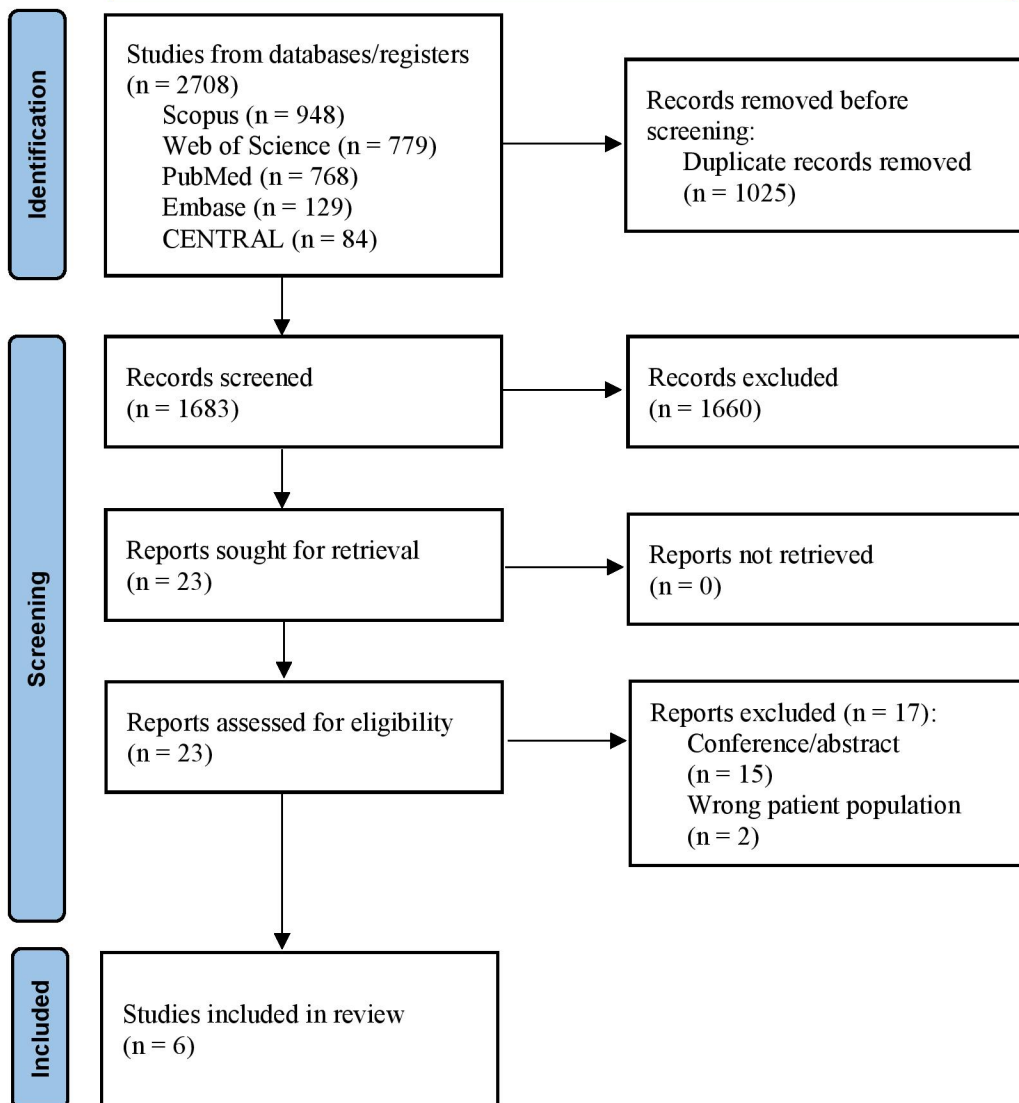 Identification
Studies from databases/registers
(n = 2708)
Scopus (n = 948)
Web of Science (n = 779)
PubMed (n = 768)
Embase (n = 129)
CENTRAL (n = 84)
Records removed before
screening:
Duplicate records removed
(n = 1025)
Screening
Records screened
(n = 1683)
Records excluded
(n = 1660)
Reports sought for retrieval
(n = 23)
Reports not retrieved
(n = 0)
Reports assessed for eligibility
(n = 23)
Reports excluded (n = 17):
Conference/abstract
(n = 15)
Wrong patient population
(n = 2)
Included
Studies included in review
(n = 6)